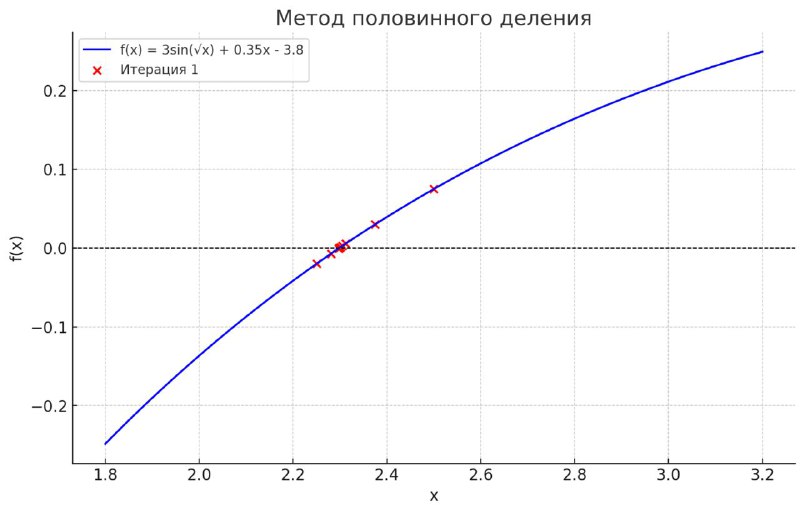 Метод половинного деления
f(x) = 3sin(√x) + 0.35x - 3.8
Итерация 1
0.2
0.1
0.0
−0.1
−0.2
f(x)
1.8 2.0 2.2 2.4 2.6 2.8 3.0 3.2
x